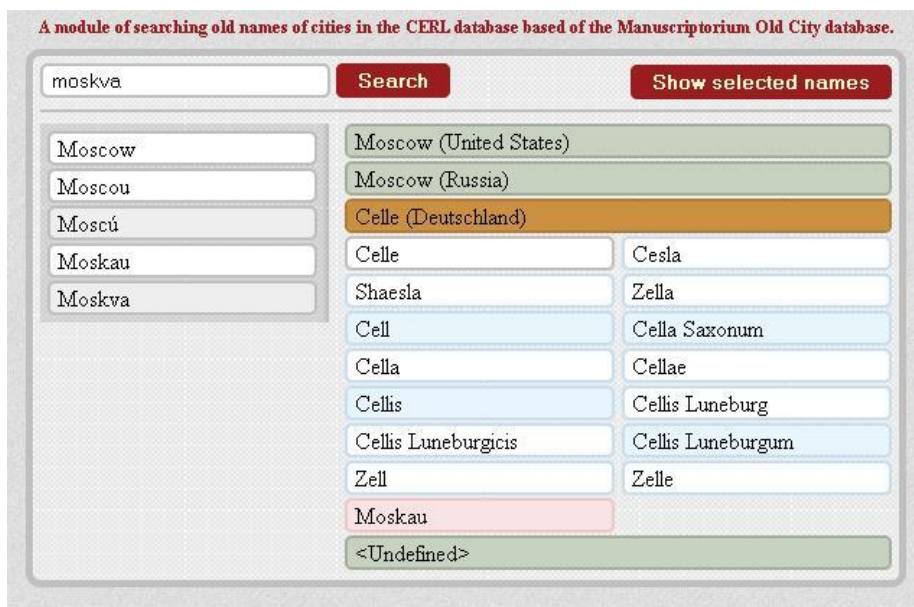 A module of searching old names of cities in the CERL database based of the Manuscriptorium Old City database.
moskva Search Show selected names
Moscow
Moscou
Moscú
Moskau
Moskva
Moscow (United States)
Moscow (Russia)
Celle (Deutschland)
Celle Cesla
Shaesla Zella
Cell Cella Saxonum
Cella Cellae
Cellis Cellis Luneburg
Cellis Luneburgicis Cellis Luneburgum
Zell Zelle
Moskau
<Undefined>